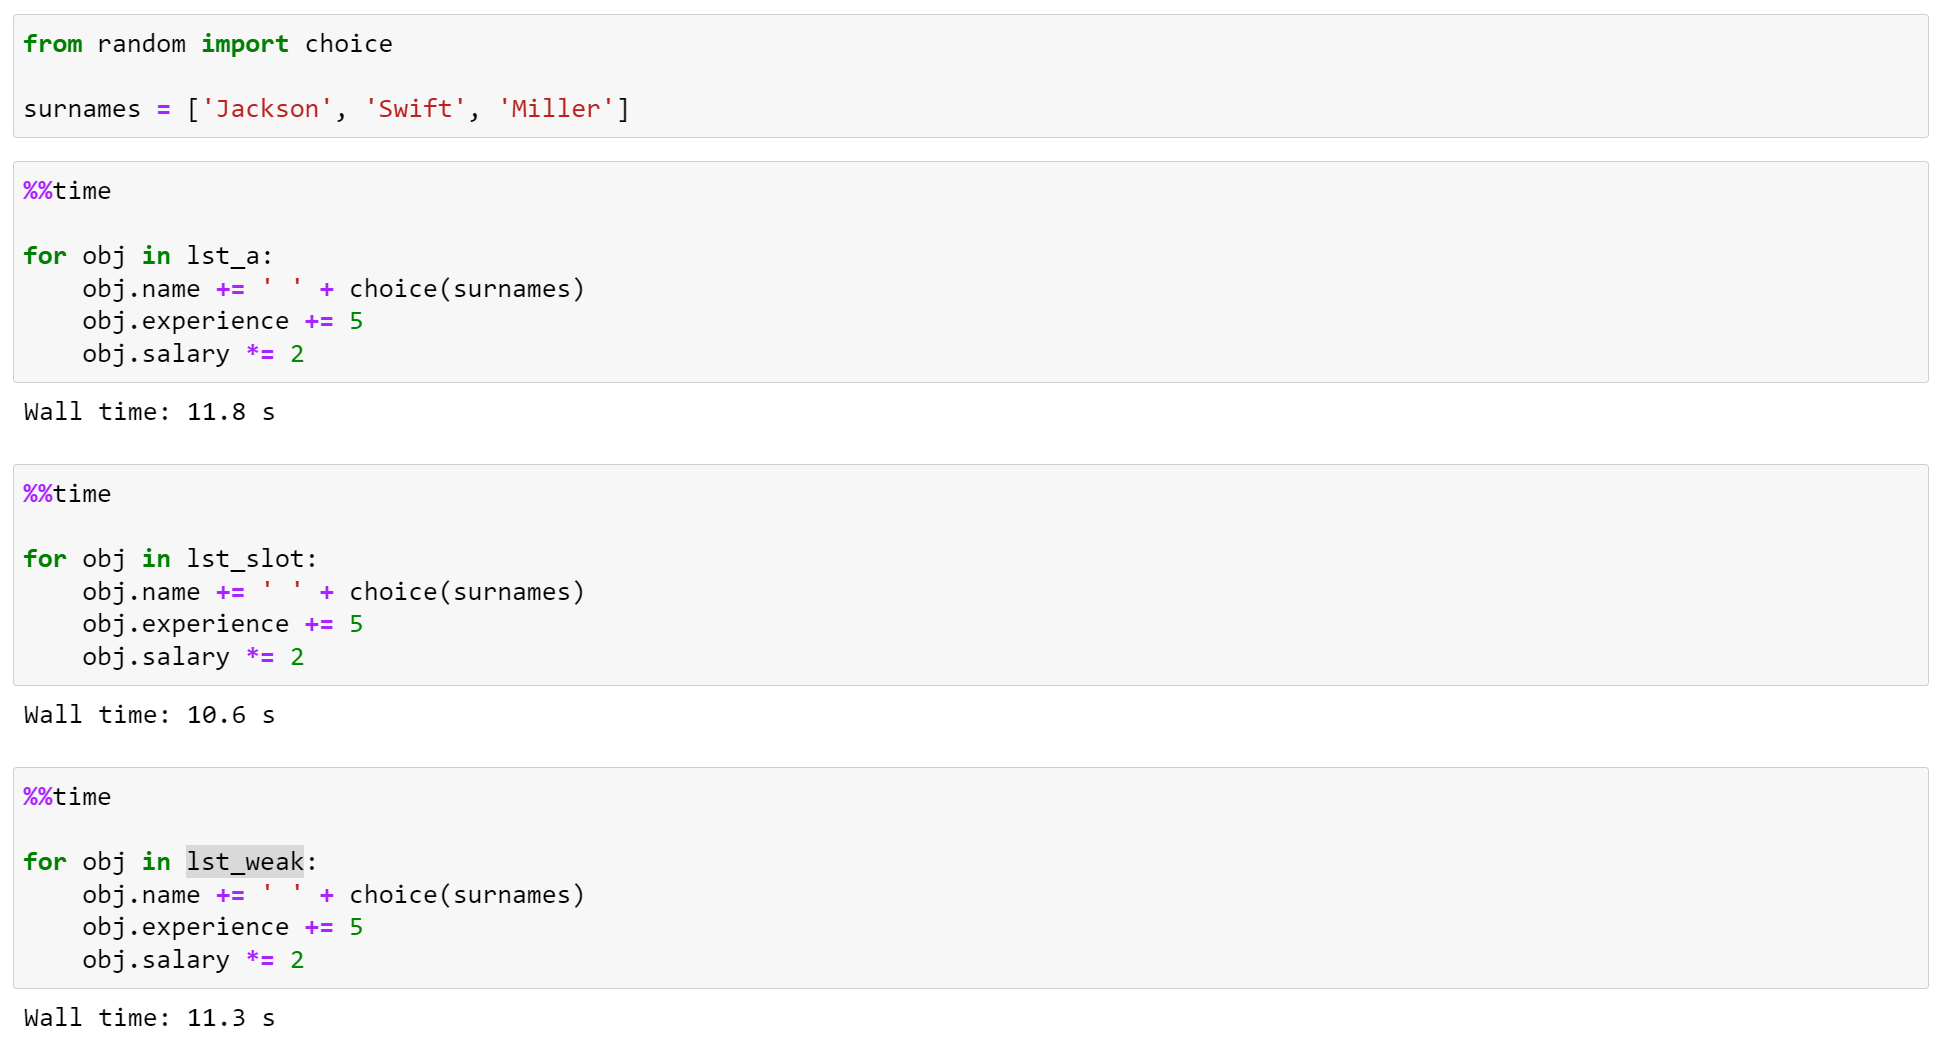 from random import choice
surnames = ['Jackson', 'Swift', 'Miller']
%%time
for obj in lst_a:
    obj.name += ' ' + choice(surnames)
    obj.experience += 5
    obj.salary *= 2
Wall time: 11.8 s
%%time
for obj in lst_slot:
    obj.name += ' ' + choice(surnames)
    obj.experience += 5
    obj.salary *= 2
Wall time: 10.6 s
%%time
for obj in lst_weak:
    obj.name += ' ' + choice(surnames)
    obj.experience += 5
    obj.salary *= 2
Wall time: 11.3 s